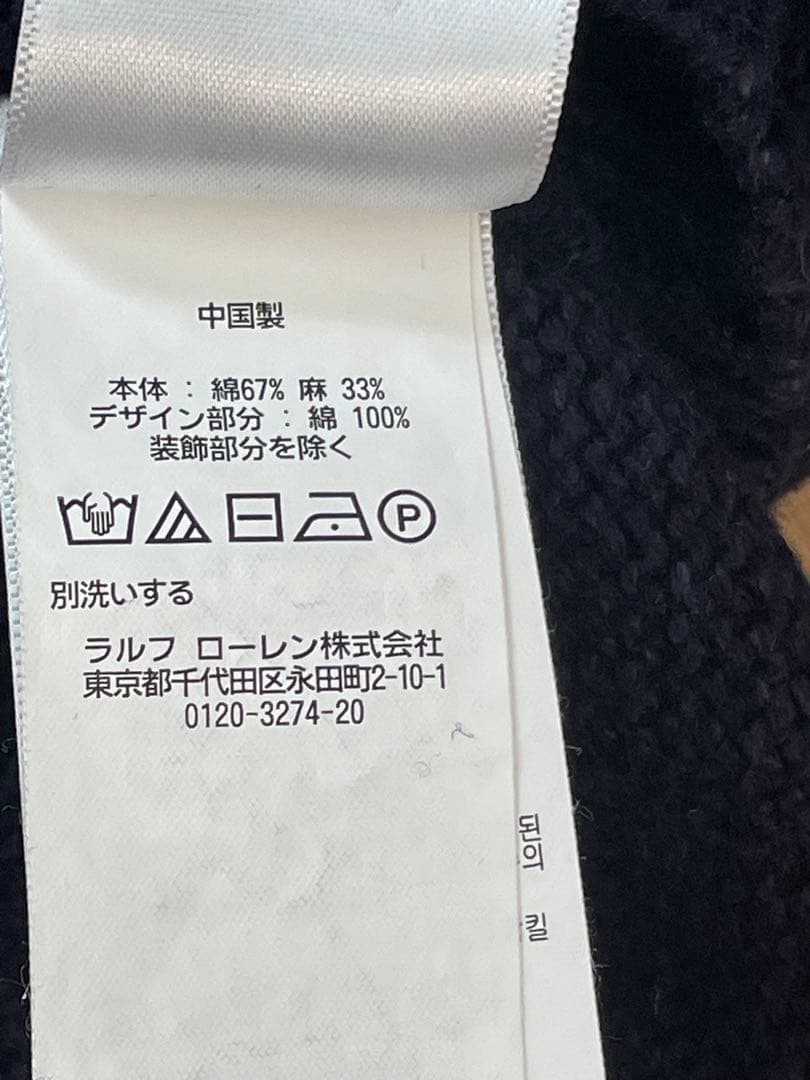 中国製
本体 : 綿67% 麻 33%
デザイン部分 : 綿 100%
装飾部分を除く
P
別洗いする
ラルフ ローレン株式会社
東京都千代田区永田町2-10-1
0120-3274-20
된
의
킬